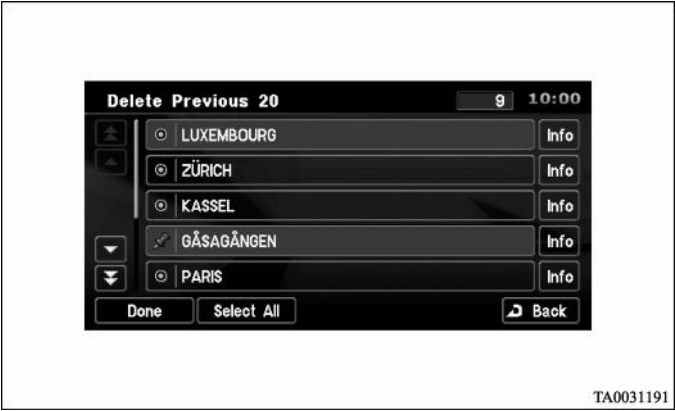 Delete Previous 20 9 10:00
LUXEMBOURG Info
ZÜRICH Info
KASSEL Info
GÅSAGÅNGEN Info
PARIS Info
Done Select All Back
TA0031191